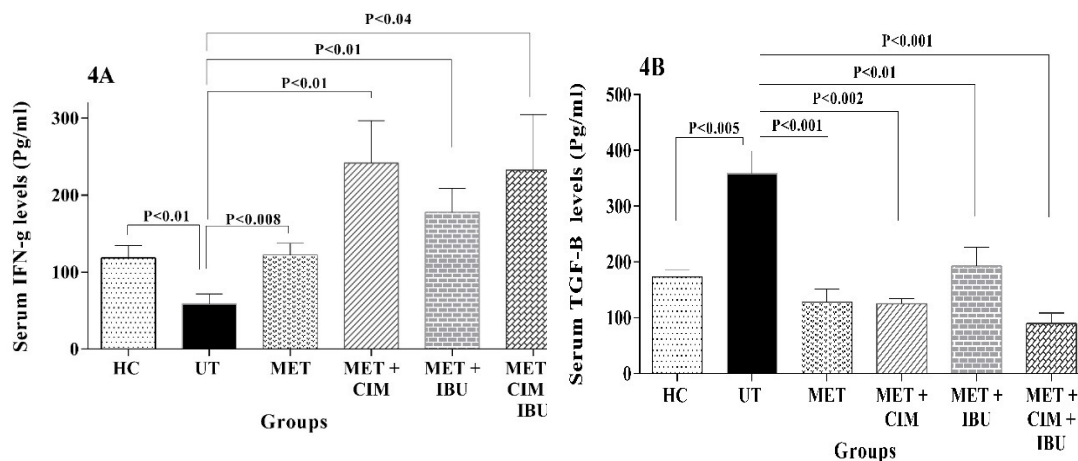 4A
Serum IFN-g levels (Pg/ml)
300
200
100
0
P<0.04
P<0.01
P<0.01
P<0.01
P<0.008
HC
UT
MET
MET +
CIM
MET +
IBU
MET
CIM
IBU
Groups
4B
Serum TGF-B levels (Pg/ml)
500
400
300
200
100
0
P<0.001
P<0.01
P<0.002
P<0.005
P<0.001
HC
UT
MET
MET +
CIM
MET +
IBU
MET +
CIM +
IBU
Groups